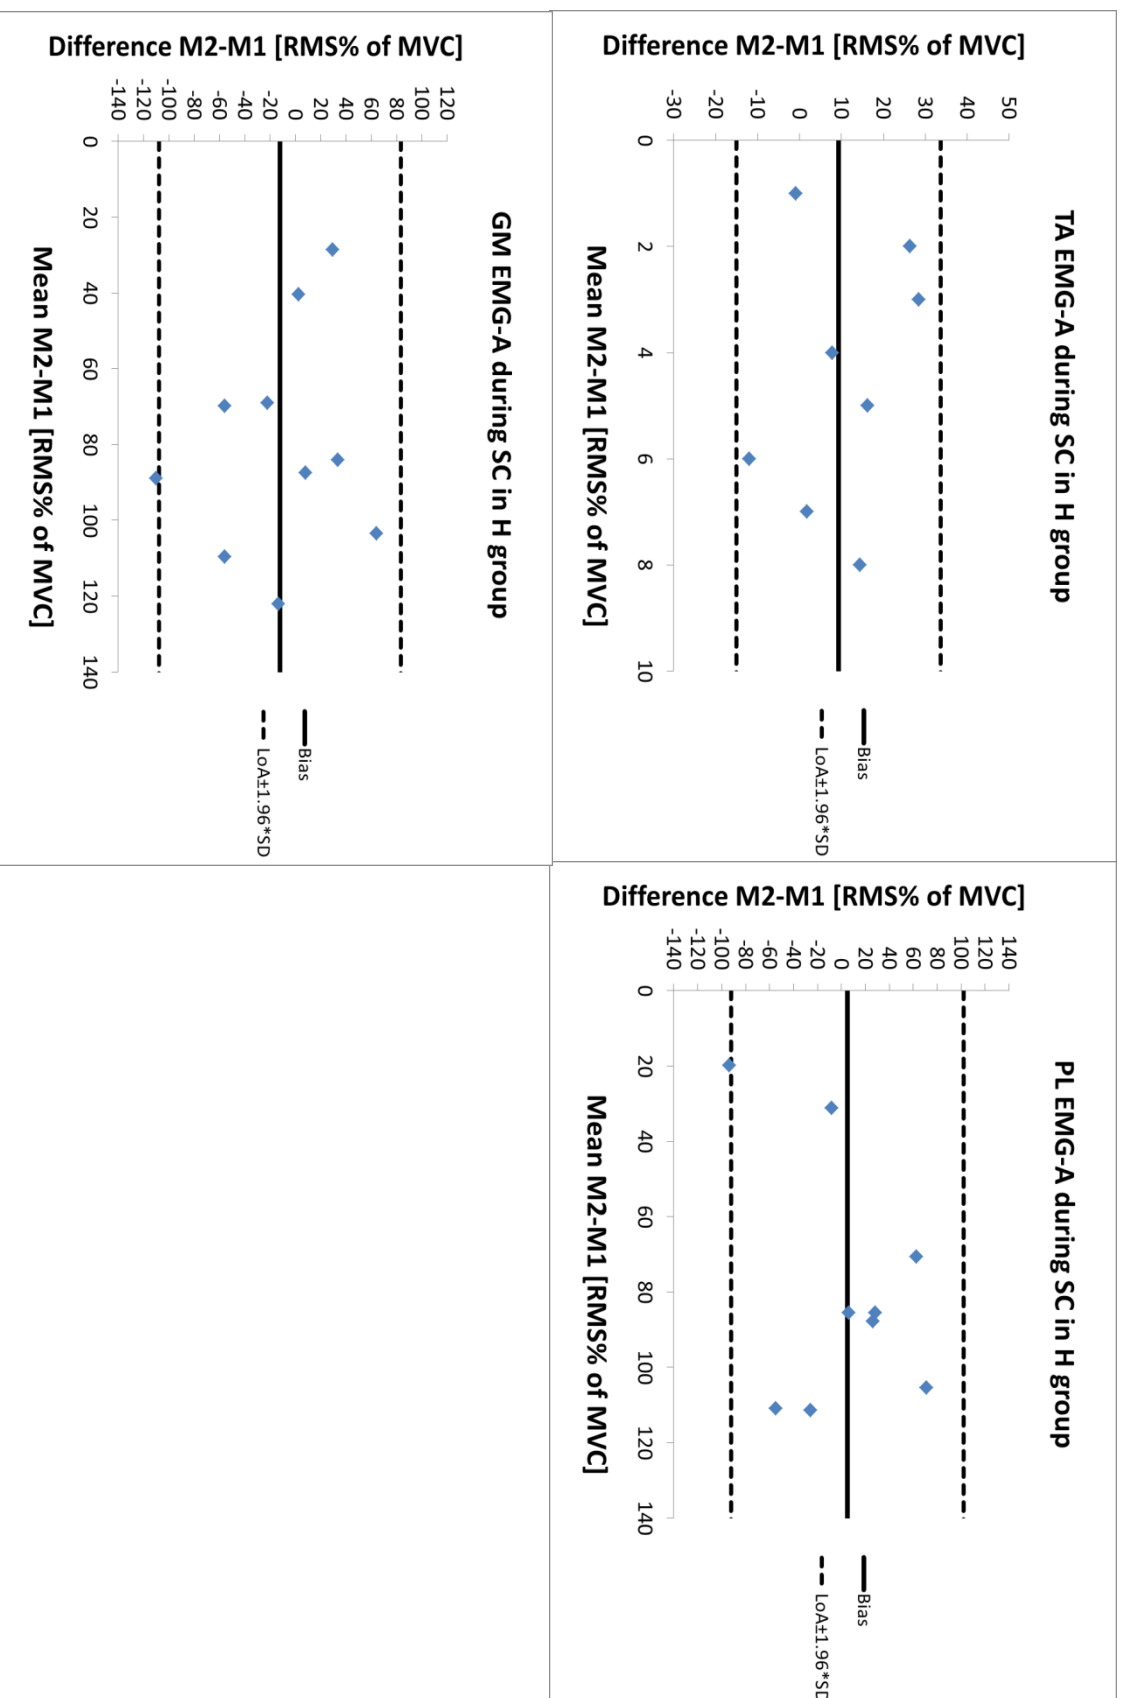 TA EMG-A during SC in H group
Difference M2-M1 [RMS% of MVC]
50
40
30
20
10
0
-10
-20
-30
0 2 4 6 8 10
Mean M2-M1 [RMS% of MVC]
Bias
LoA±1.96*SD
PL EMG-A during SC in H group
Difference M2-M1 [RMS% of MVC]
140
120
100
80
60
40
20
0
-20
-40
-60
-80
-100
-120
-140
0 20 40 60 80 100 120 140
Mean M2-M1 [RMS% of MVC]
Bias
LoA±1.96*SD
GM EMG-A during SC in H group
Difference M2-M1 [RMS% of MVC]
120
100
80
60
40
20
0
-20
-40
-60
-80
-100
-120
-140
0 20 40 60 80 100 120 140
Mean M2-M1 [RMS% of MVC]
Bias
LoA±1.96*SD